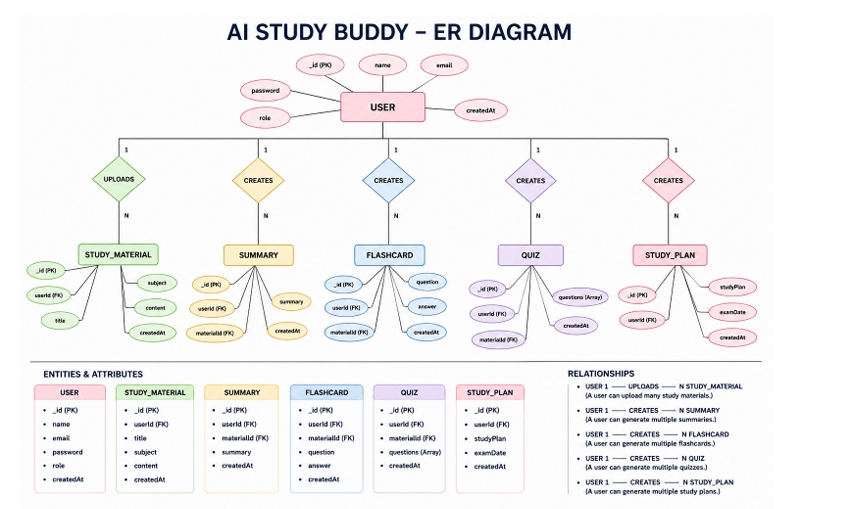 AI STUDY BUDDY – ER DIAGRAM
_id (PK) name email
password
USER
createdAt
role
1 1 1 1 1
UPLOADS CREATES CREATES CREATES CREATES
N N N N N
STUDY_MATERIAL SUMMARY FLASHCARD QUIZ STUDY_PLAN
_id (PK)
userId (FK)
title
subject
content
createdAt
_id (PK)
userId (FK)
materialId (FK)
summary
createdAt
_id (PK)
userId (FK)
materialId (FK)
question
answer
createdAt
_id (PK)
userId (FK)
materialId (FK)
questions (Array)
createdAt
_id (PK)
userId (FK)
studyPlan
examDate
createdAt
ENTITIES & ATTRIBUTES
USER
• _id (PK)
• name
• email
• password
• role
• createdAt
STUDY_MATERIAL
• _id (PK)
• userId (FK)
• title
• subject
• content
• createdAt
SUMMARY
• _id (PK)
• userId (FK)
• materialId (FK)
• summary
• createdAt
FLASHCARD
• _id (PK)
• userId (FK)
• materialId (FK)
• question
• answer
• createdAt
QUIZ
• _id (PK)
• userId (FK)
• materialId (FK)
• questions (Array)
• createdAt
STUDY_PLAN
• _id (PK)
• userId (FK)
• studyPlan
• examDate
• createdAt
RELATIONSHIPS
• USER 1 —— UPLOADS —— N STUDY_MATERIAL
(A user can upload many study materials.)
• USER 1 —— CREATES —— N SUMMARY
(A user can generate multiple summaries.)
• USER 1 —— CREATES —— N FLASHCARD
(A user can generate multiple flashcards.)
• USER 1 —— CREATES —— N QUIZ
(A user can generate multiple quizzes.)
• USER 1 —— CREATES —— N STUDY_PLAN
(A user can generate multiple study plans.)